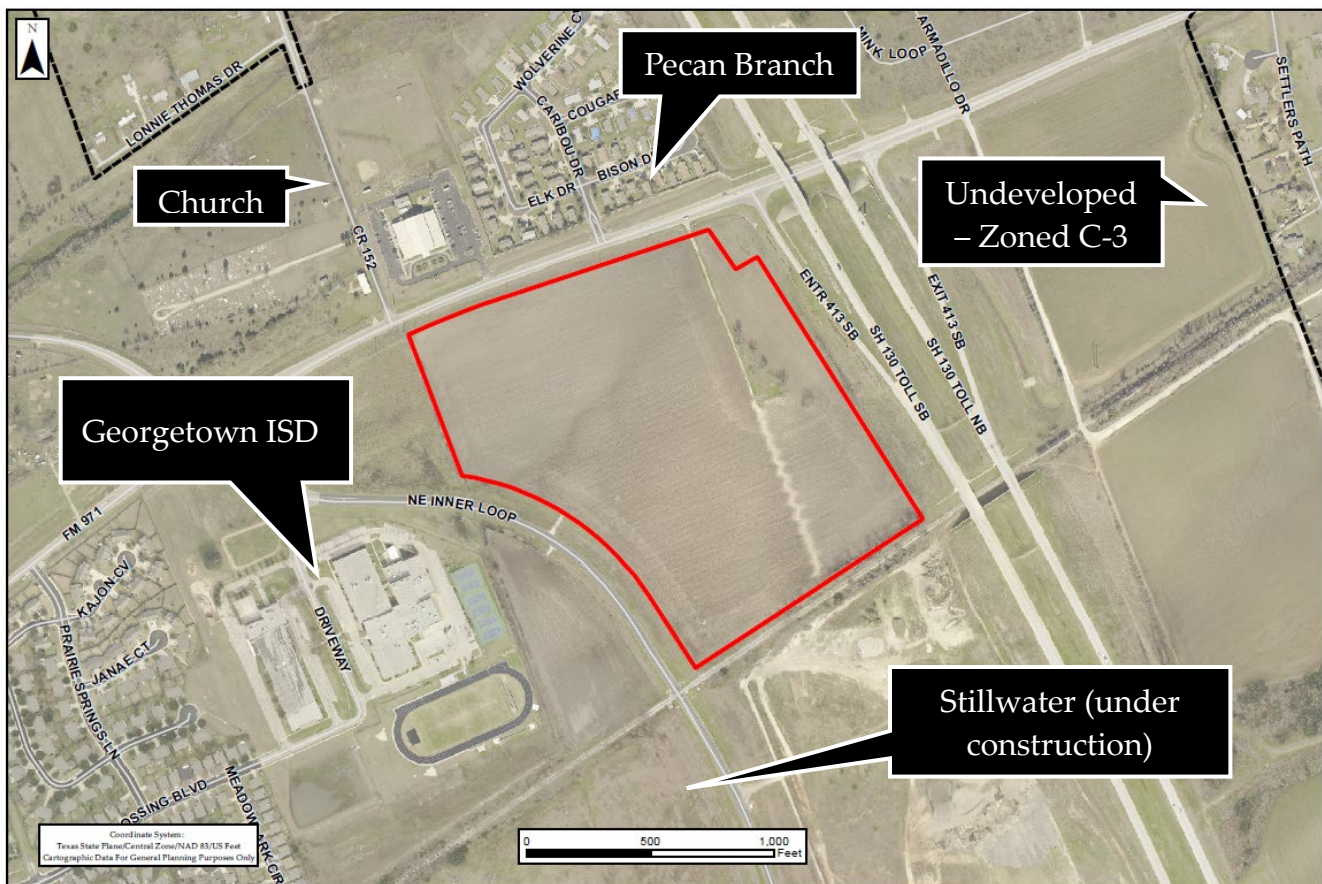 N
LONNIE THOMAS DR
WOLVERINE C
COUGAR
CARIBOU DR
ELK DR
BISON D
Pecan Branch
MINK LOOP
ARMADILLO DR
SETTLERS PATH
Church
CR 152
Undeveloped
– Zoned C-3
ENTR 413 SB
EXIT 413 SB
SH 130 TOLL SB
SH 130 TOLL NB
Georgetown ISD
NE INNER LOOP
FM 971
KAJON CV
PRAIRIE SPRINGS LN
JANAE CT
DRIVEWAY
OSSING BLVD
MEADOW
ARK CIR
Stillwater (under
construction)
Coordinate System:
Texas State Plane/Central Zone/NAD 83/US Feet
Cartographic Data For General Planning Purposes Only
0 500 1,000
Feet